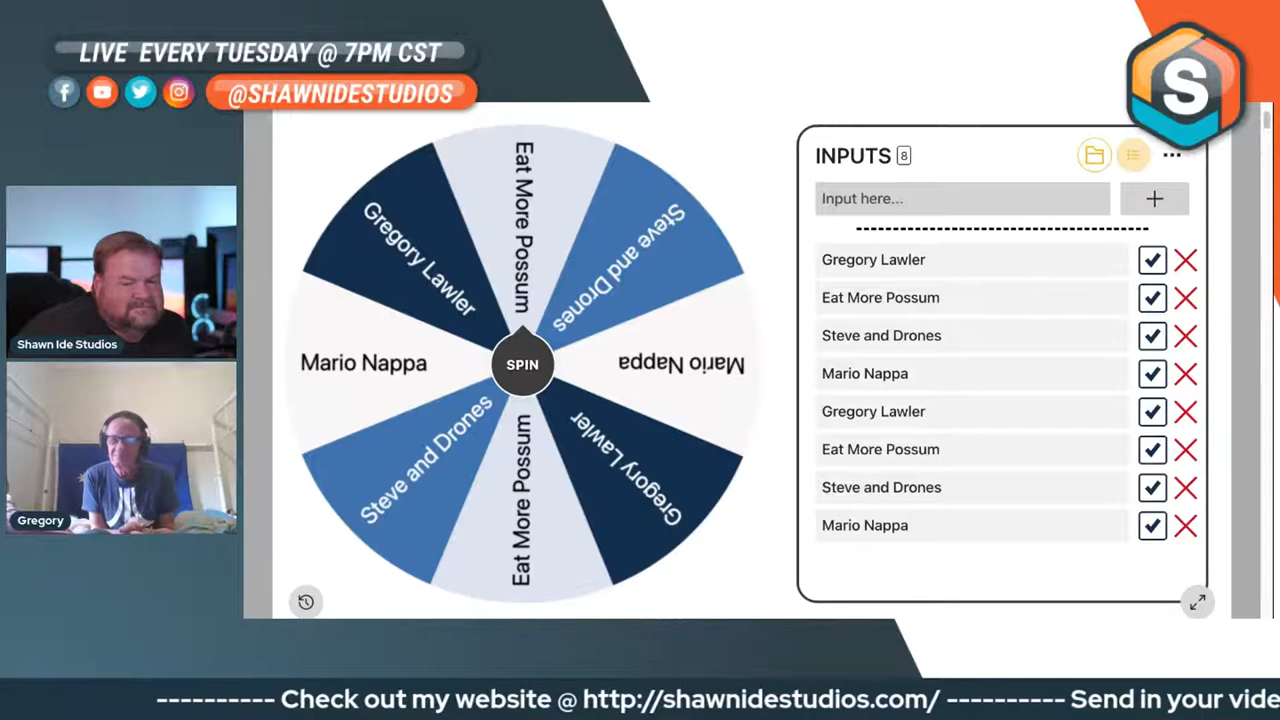 LIVE EVERY TUESDAY @ 7PM CST
@SHAWNIDESTUDIOS
S
Shawn Ide Studios
Gregory
Eat More Possum
Steve and Drones
Mario Nappa
Gregory Lawler
Eat More Possum
Steve and Drones
Mario Nappa
Gregory Lawler
SPIN
INPUTS 8
Input here...
Gregory Lawler
Eat More Possum
Steve and Drones
Mario Nappa
Gregory Lawler
Eat More Possum
Steve and Drones
Mario Nappa
---------- Check out my website @ http://shawnidestudios.com/ ---------- Send in your vide